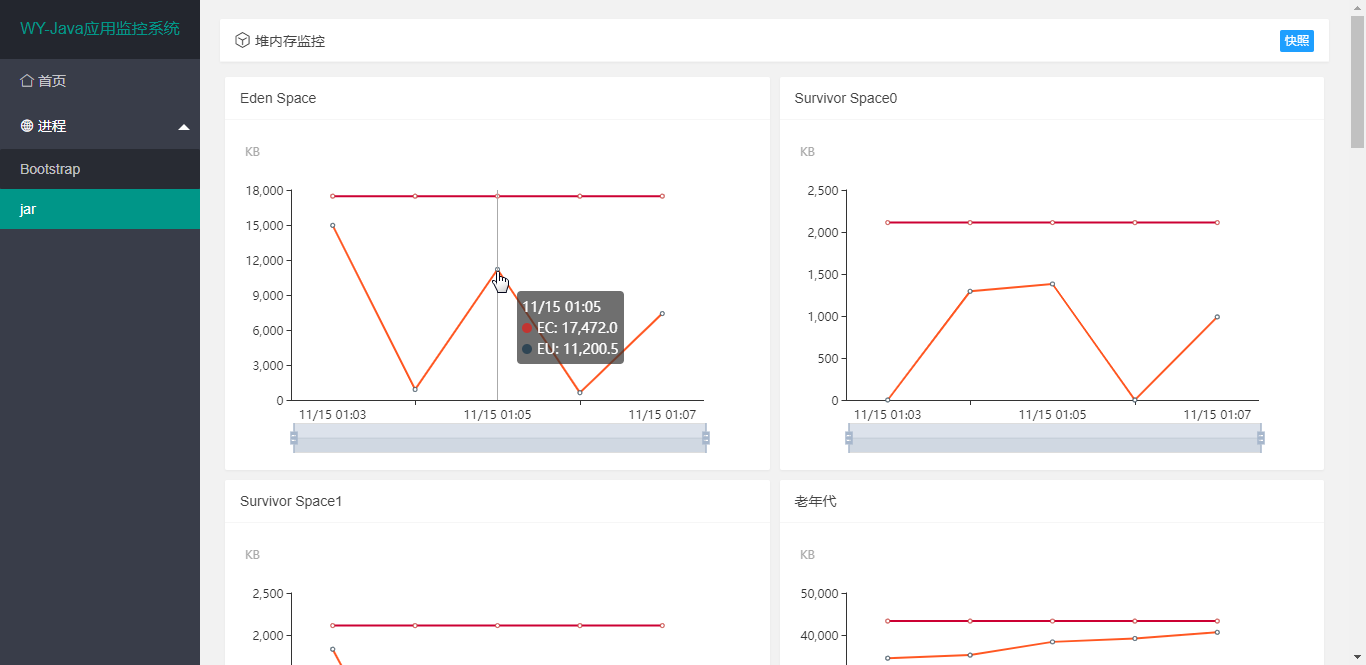 WY-Java应用监控系统
首页
进程
Bootstrap
jar
堆内存监控
快照
Eden Space
KB
18,000
15,000
12,000
9,000
6,000
3,000
0
11/15 01:03
11/15 01:05
11/15 01:07
11/15 01:05
EC: 17,472.0
EU: 11,200.5
Survivor Space0
KB
2,500
2,000
1,500
1,000
500
0
11/15 01:03
11/15 01:05
11/15 01:07
Survivor Space1
KB
2,500
2,000
老年代
KB
50,000
40,000